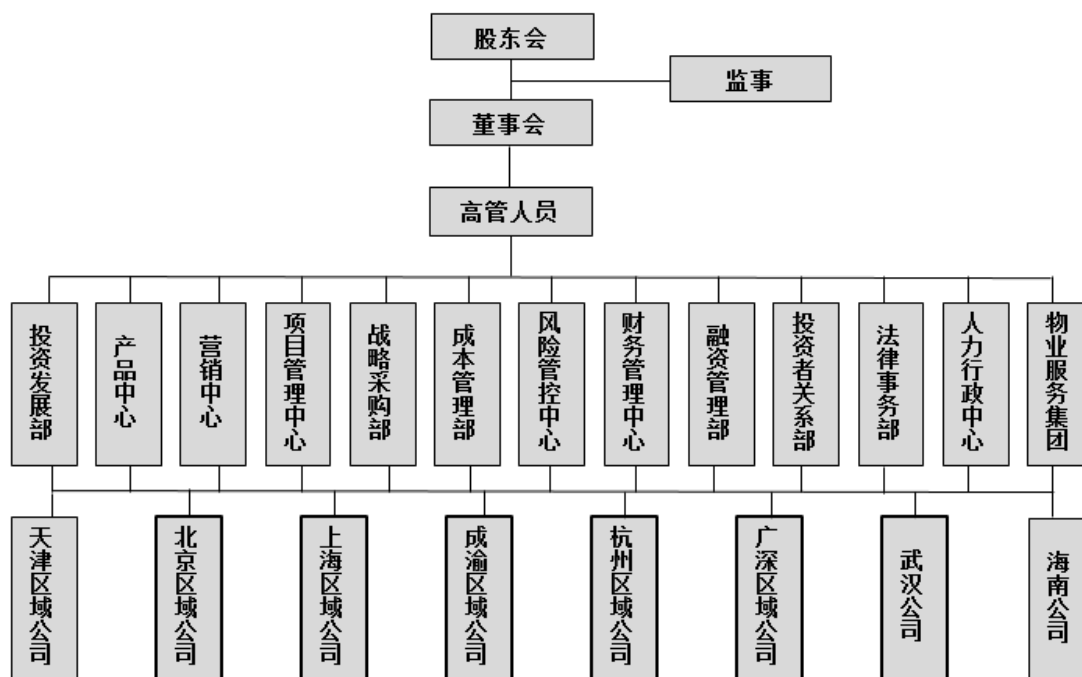 股东会
监事
董事会
高管人员
投资发展部
产品中心
营销中心
项目管理中心
战略采购部
成本管理部
风险管控中心
财务管理中心
融资管理部
投资者关系部
法律事务部
人力行政中心
物业服务集团
天津区域公司
北京区域公司
上海区域公司
成渝区域公司
杭州区域公司
广深区域公司
武汉公司
海南公司